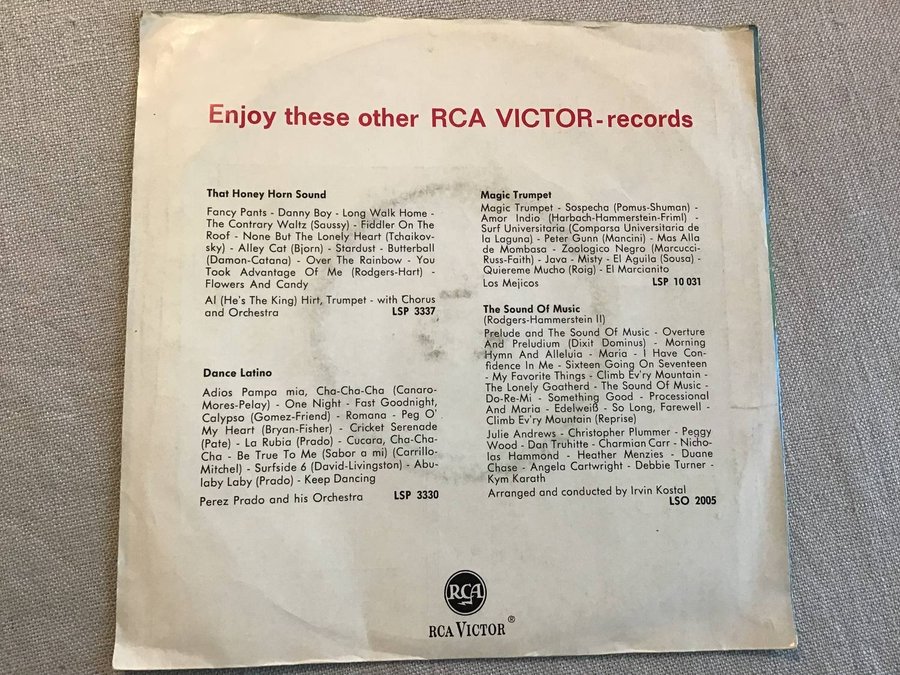 Enjoy these other RCA VICTOR-records
That Honey Horn Sound
Fancy Pants - Danny Boy - Long Walk Home -
The Contrary Waltz (Saussy) - Fiddler On The
Roof - None But The Lonely Heart (Tchaikov-
sky) - Alley Cat (Bjorn) - Stardust - Butterball
(Damon-Catana) - Over The Rainbow - You
Took Advantage Of Me (Rodgers-Hart) -
Flowers And Candy
Al (He's The King) Hirt, Trumpet - with Chorus
and Orchestra LSP 3337
Dance Latino
Adios Pampa mia, Cha-Cha-Cha (Canaro-
Mores-Pelay) - One Night - Fast Goodnight,
Calypso (Gomez-Friend) - Romana - Peg O'
My Heart (Bryan-Fisher) - Cricket Serenade
(Pate) - La Rubia (Prado) - Cucara, Cha-Cha-
Cha - Be True To Me (Sabor a mi) (Carrillo-
Mitchel) - Surfside 6 (David-Livingston) - Abu-
laby Laby (Prado) - Keep Dancing
Perez Prado and his Orchestra LSP 3330
Magic Trumpet
Magic Trumpet - Sospecha (Pomus-Shuman) -
Amor Indio (Harbach-Hammerstein-Friml) -
Surf Universitaria (Comparsa Universitaria de
la Laguna) - Peter Gunn (Mancini) - Mas Alla
de Mombasa - Zoologico Negro (Marcucci-
Russ-Faith) - Java - Misty - El Aguila (Sousa) -
Quiereme Mucho (Roig) - El Marcianito
Los Mejicos LSP 10 031
The Sound Of Music
(Rodgers-Hammerstein II)
Prelude and The Sound Of Music - Overture
And Preludium (Dixit Dominus) - Morning
Hymn And Alleluia - Maria - I Have Con-
fidence In Me - Sixteen Going On Seventeen
- My Favorite Things - Climb Ev'ry Mountain -
The Lonely Goatherd - The Sound Of Music -
Do-Re-Mi - Something Good - Processional
And Maria - Edelweiß - So Long, Farewell -
Climb Ev'ry Mountain (Reprise)
Julie Andrews - Christopher Plummer - Peggy
Wood - Dan Truhitte - Charmian Carr - Nicho-
las Hammond - Heather Menzies - Duane
Chase - Angela Cartwright - Debbie Turner -
Kym Karath
Arranged and conducted by Irvin Kostal
LSO 2005
RCA
RCA VICTOR®